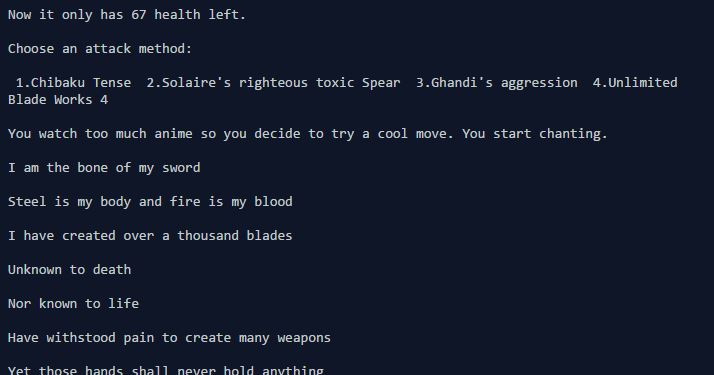 Now it only has 67 health left.
Choose an attack method:
1.Chibaku Tense  2.Solaire's righteous toxic Spear  3.Ghandi's aggression  4.Unlimited
Blade Works 4
You watch too much anime so you decide to try a cool move. You start chanting.
I am the bone of my sword
Steel is my body and fire is my blood
I have created over a thousand blades
Unknown to death
Nor known to life
Have withstood pain to create many weapons
Yet those hands shall never hold anything